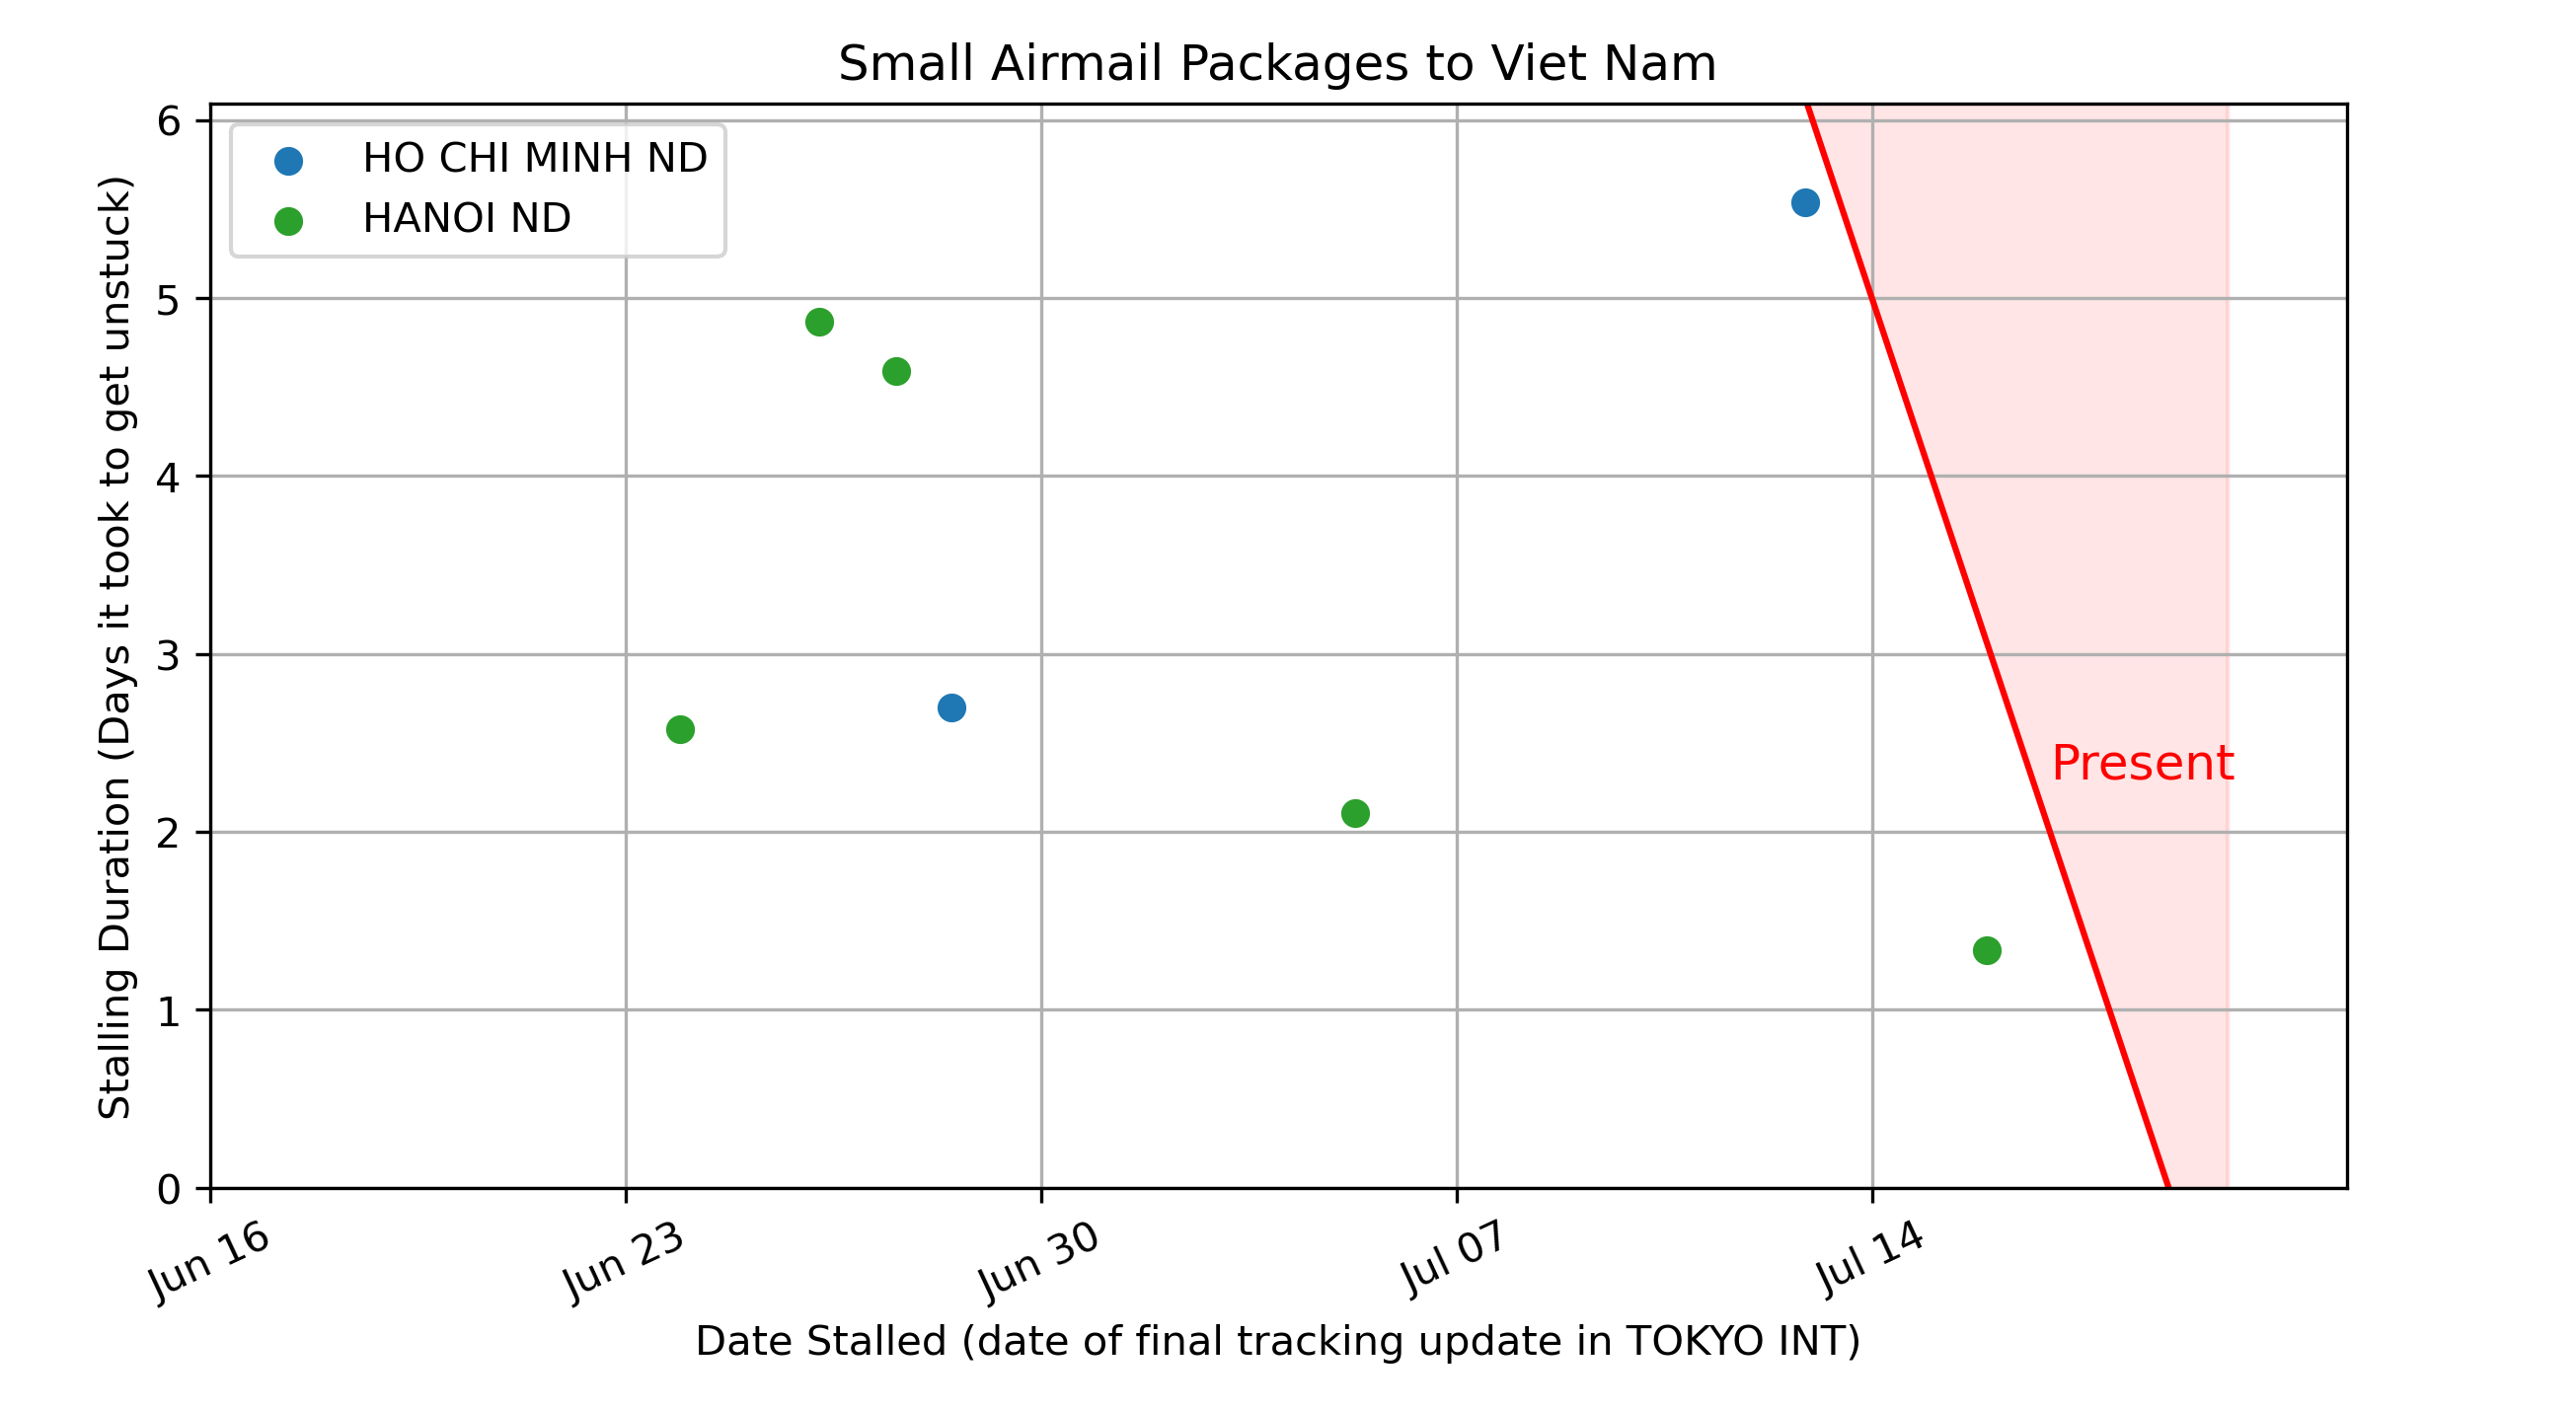 Small Airmail Packages to Viet Nam
HO CHI MINH ND
HANOI ND
Stalling Duration (Days it took to get unstuck)
6
5
4
3
2
1
0
Present
Jun 16
Jun 23
Jun 30
Jul 07
Jul 14
Date Stalled (date of final tracking update in TOKYO INT)